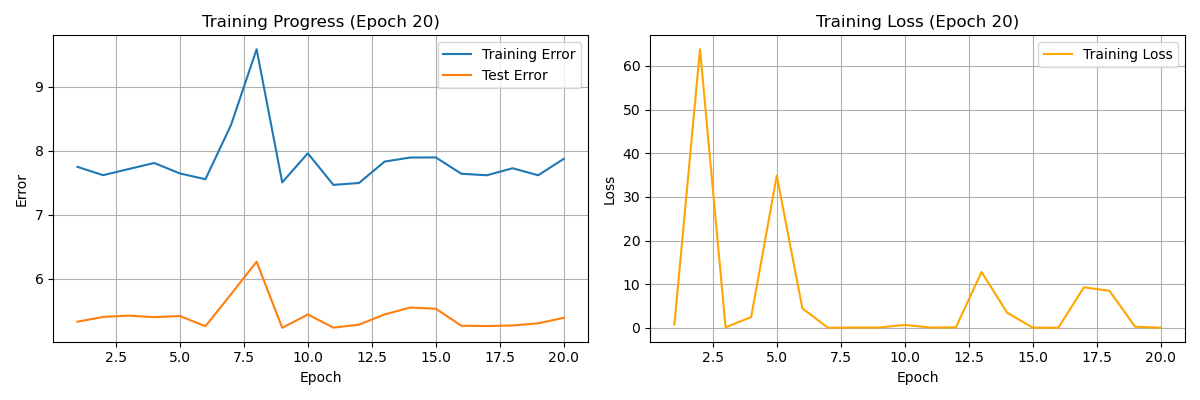 Training Progress (Epoch 20)
Training Error
Test Error
9
8
7
6
Error
2.5 5.0 7.5 10.0 12.5 15.0 17.5 20.0
Epoch
Training Loss (Epoch 20)
Training Loss
60
50
40
30
20
10
0
Loss
2.5 5.0 7.5 10.0 12.5 15.0 17.5 20.0
Epoch